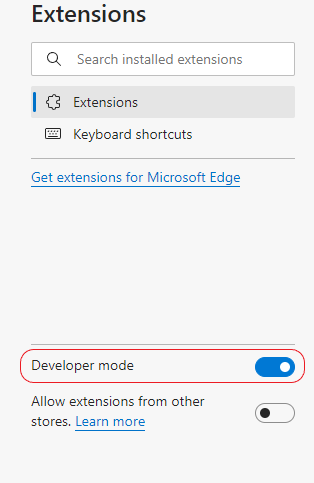 Extensions
Search installed extensions
Extensions
Keyboard shortcuts
Get extensions for Microsoft Edge
Developer mode
Allow extensions from other
stores. Learn more